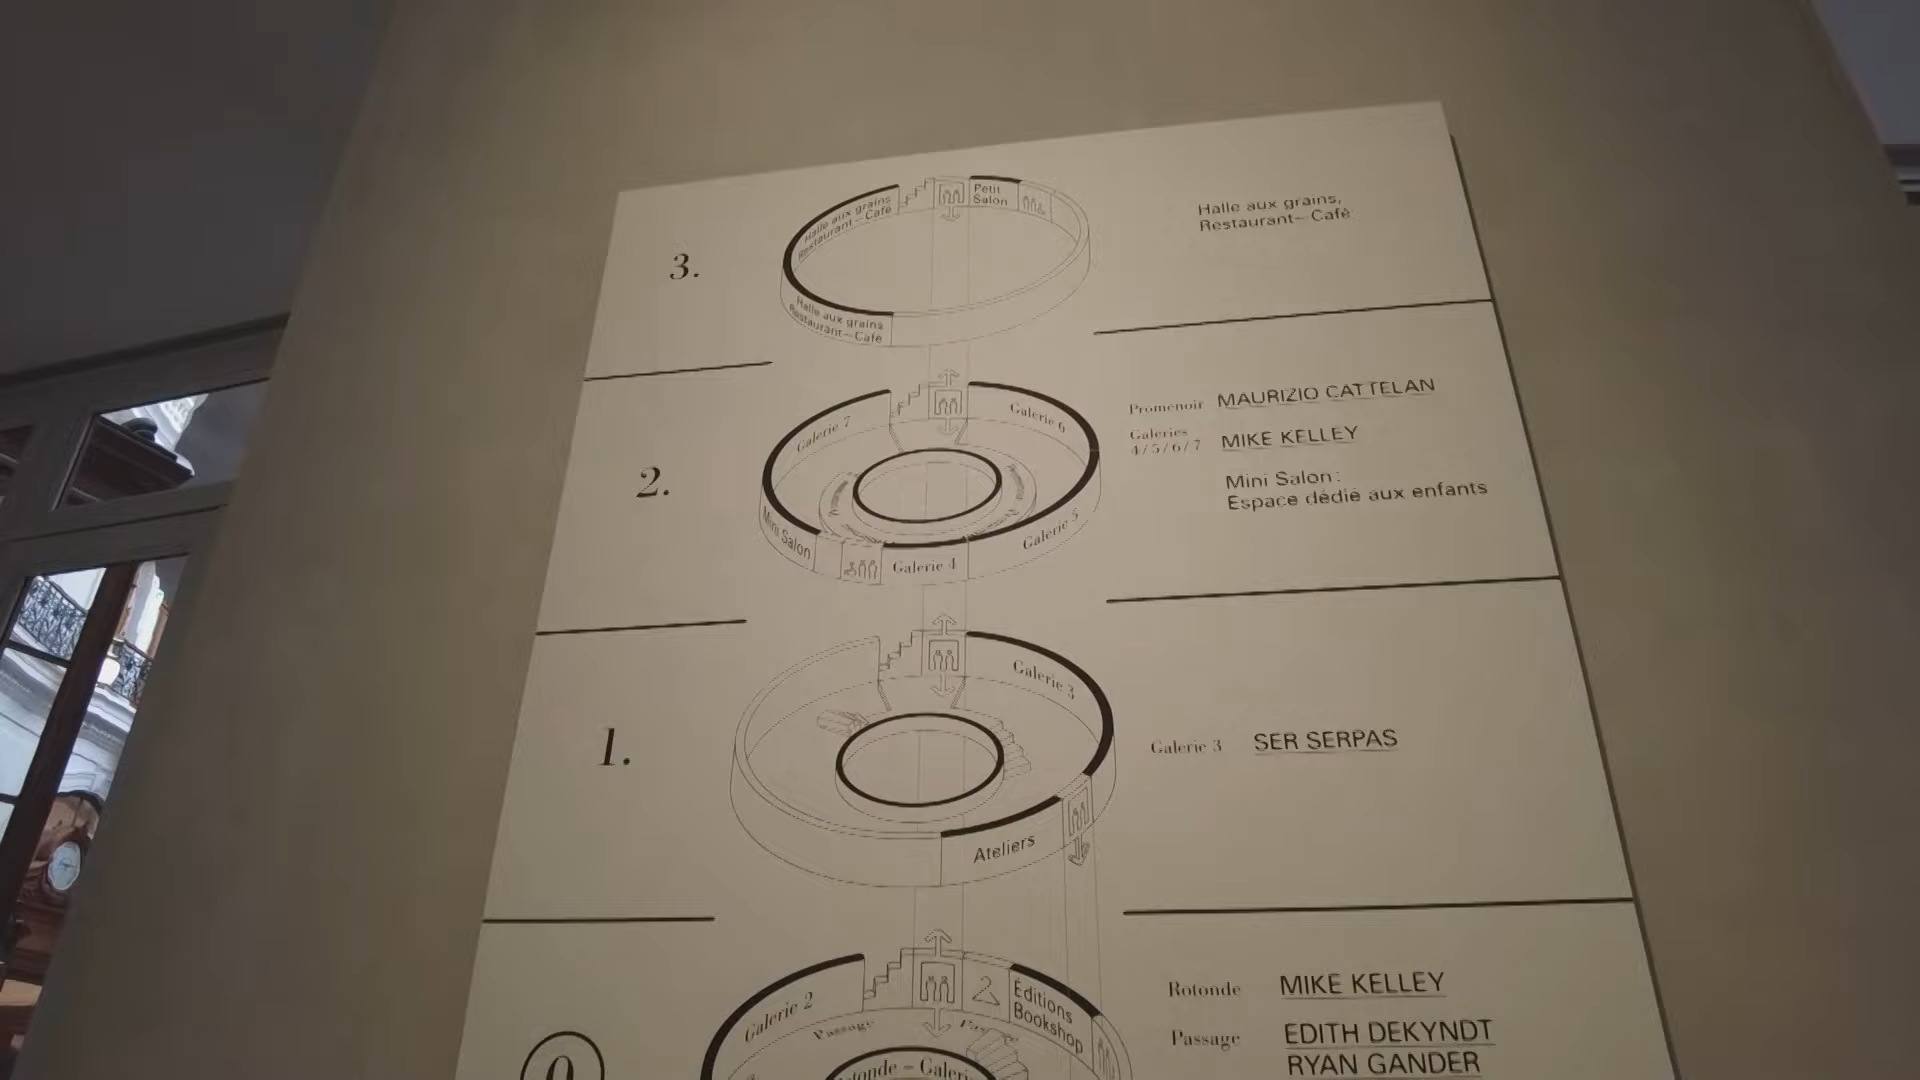 3.
Halle aux grains
Restaurant–Café
Petit
Salon
Halle aux grains
Restaurant–Café
Halle aux grains,
Restaurant–Café
2.
Galerie 7
Galerie 6
Mini Salon
Galerie 4
Galerie 5
Promenoir MAURIZIO CATTELAN
Galeries
4/5/6/7 MIKE KELLEY
Mini Salon:
Espace dédié aux enfants
1.
Galerie 3
Ateliers
Galerie 3 SER SERPAS
0
Galerie 2
Passage
Éditions
Bookshop
Rotonde MIKE KELLEY
Passage EDITH DEKYNDT
RYAN GANDER